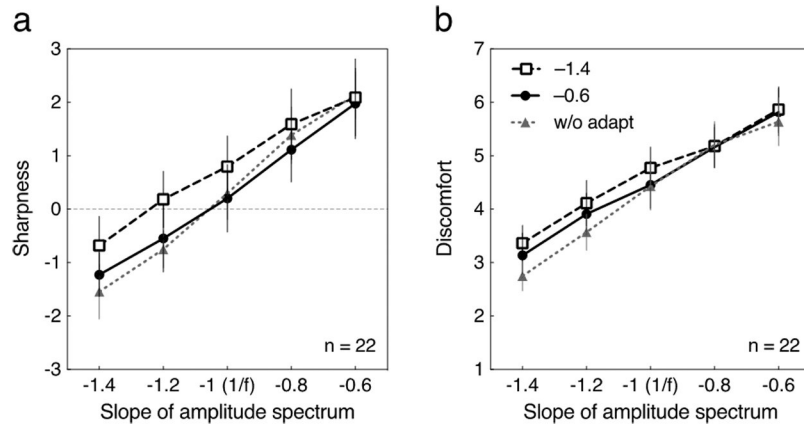 a
Sharpness
3
2
1
0
-1
-2
-3
n = 22
-1.4 -1.2 -1 (1/f) -0.8 -0.6
Slope of amplitude spectrum
b
Discomfort
7
6
5
4
3
2
1
–1.4
–0.6
w/o adapt
n = 22
-1.4 -1.2 -1 (1/f) -0.8 -0.6
Slope of amplitude spectrum